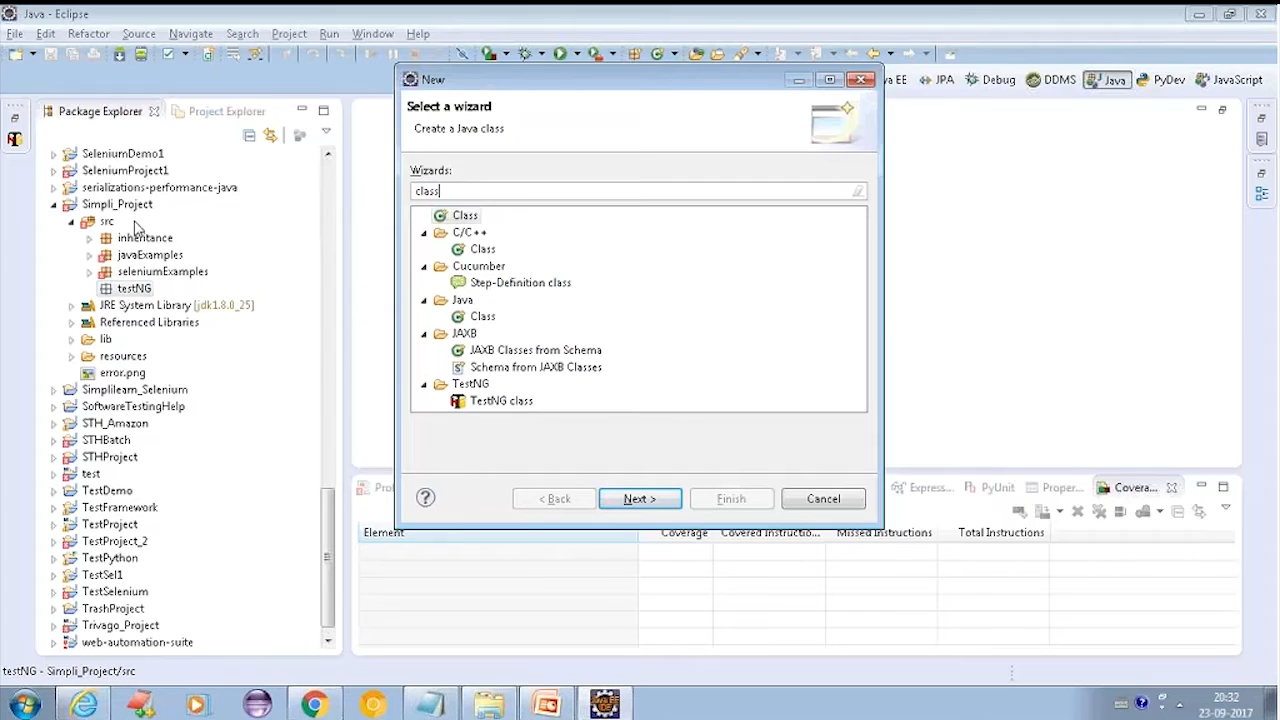 Java - Eclipse
File Edit Refactor Source Navigate Search Project Run Window Help
JPA Debug DDMS Java PyDev JavaScript
Package Explorer Project Explorer
SeleniumDemo1
SeleniumProject1
serializations-performance-java
Simpli_Project
src
inheritance
javaExamples
seleniumExamples
testNG
JRE System Library [jdk1.8.0_25]
Referenced Libraries
lib
resources
error.png
Simplilearn_Selenium
SoftwareTestingHelp
STH_Amazon
STHBatch
STHProject
test
TestDemo
TestFramework
TestProject
TestProject_2
TestPython
TestSel1
TestSelenium
TrashProject
Trivago_Project
web-automation-suite
New
Select a wizard
Create a Java class
Wizards:
class
Class
C/C++
Class
Cucumber
Step-Definition class
Java
Class
JAXB
JAXB Classes from Schema
Schema from JAXB Classes
TestNG
TestNG class
< Back Next > Finish Cancel
Express... PyUnit Proper... Covera...
Element Coverage Covered Instructio... Missed Instructions Total Instructions
testNG - Simpli_Project/src
20:32
23-09-2017